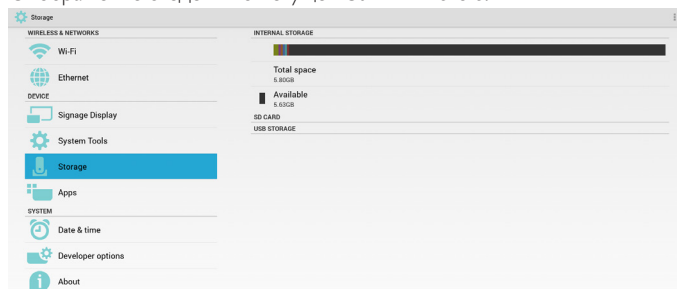 Storage
WIRELESS & NETWORKS
Wi-Fi
Ethernet
DEVICE
Signage Display
System Tools
Storage
Apps
SYSTEM
Date & time
Developer options
About
INTERNAL STORAGE
Total space
5.80GB
Available
5.63GB
SD CARD
USB STORAGE